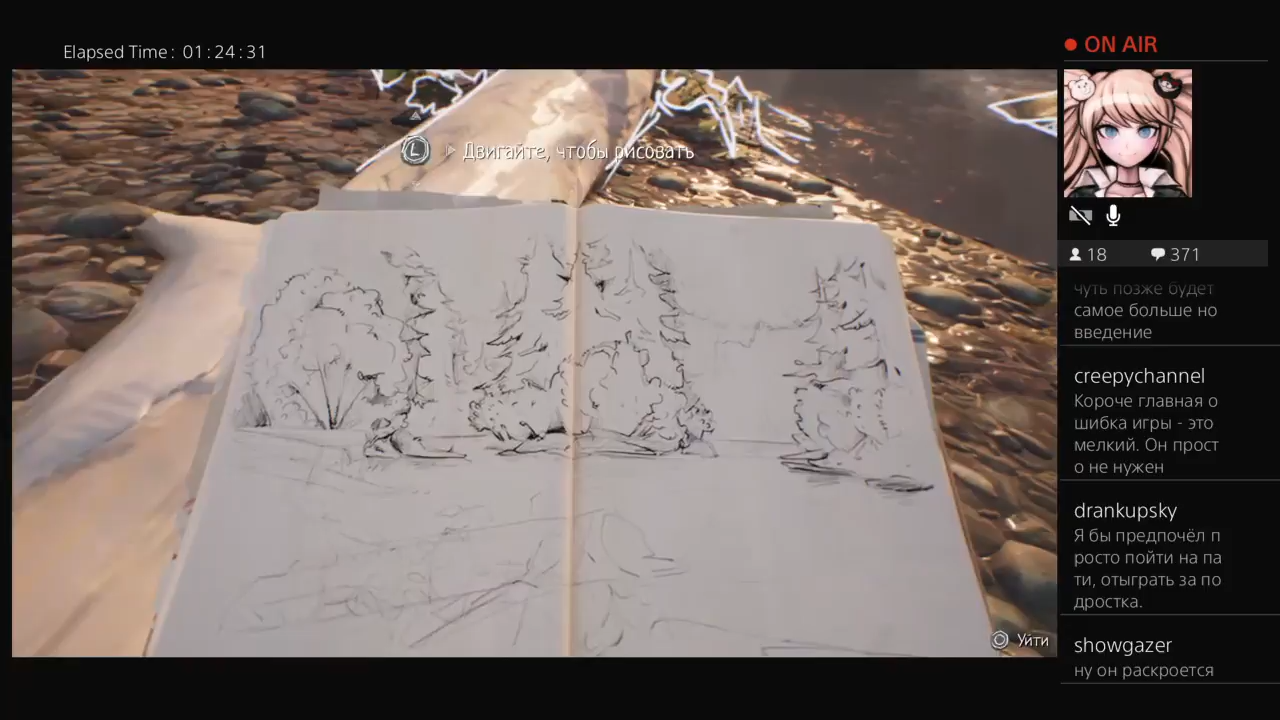 Elapsed Time: 01:24:31
ON AIR
L
Двигайте, чтобы рисовать
18
371
чуть позже будет
самое больше но
введение
creepychannel
Короче главная о
шибка игры - это
мелкий. Он прост
о не нужен
drankupsky
Я бы предпочёл п
росто пойти на па
ти, отыграть за по
дростка.
Уйти
showgazer
ну он раскроется